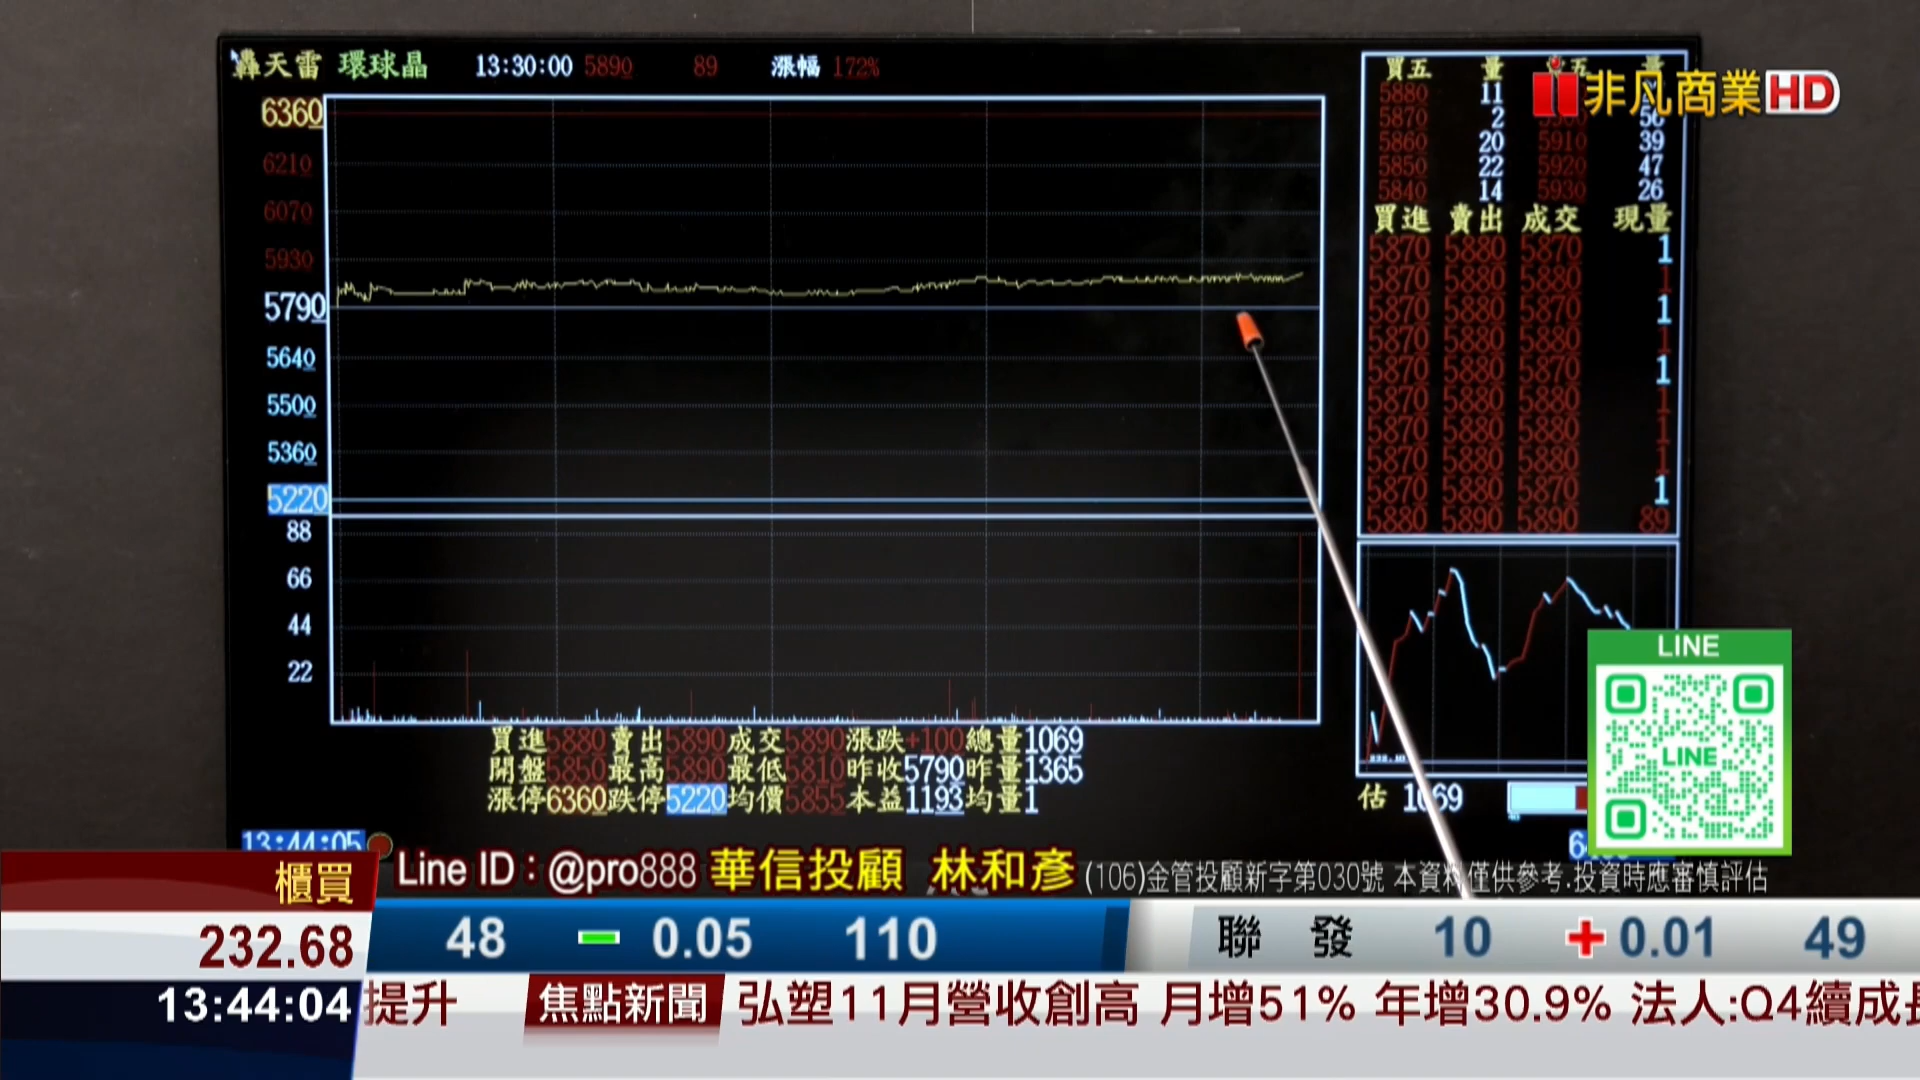 轟天雷 環球晶 13:30:00 5890 89 漲幅 172%
非凡商業HD
6360
6210
6070
5930
5790
5640
5500
5360
5220
88
66
44
22
買五 量 五 量
5880 11
5870 2
5860 20 5910 39
5850 22 5920 47
5840 14 5930 26
買進 賣出 成交 現量
5870 5880 5870 1
5870 5880 5880 1
5870 5880 5870 1
5870 5880 5880 1
5870 5880 5870 1
5870 5880 5880 1
5870 5880 5880 1
5870 5880 5880 1
5870 5880 5870 1
5880 5890 5890 89
買進5880賣出5890成交5890漲跌+100總量1069
開盤5850最高5890最低5810昨收5790昨量1365
漲停6360跌停5220均價5855本益1193均量1
估 1069
13:44:05
LINE
LINE
Line ID：@pro888 華信投顧 林和彥 (106)金管投顧新字第030號 本資料僅供參考.投資時應審慎評估
櫃買
232.68
48 0.05 110 聯 發 10 +0.01 49
13:44:04
提升 焦點新聞 弘塑11月營收創高 月增51% 年增30.9% 法人:Q4續成長